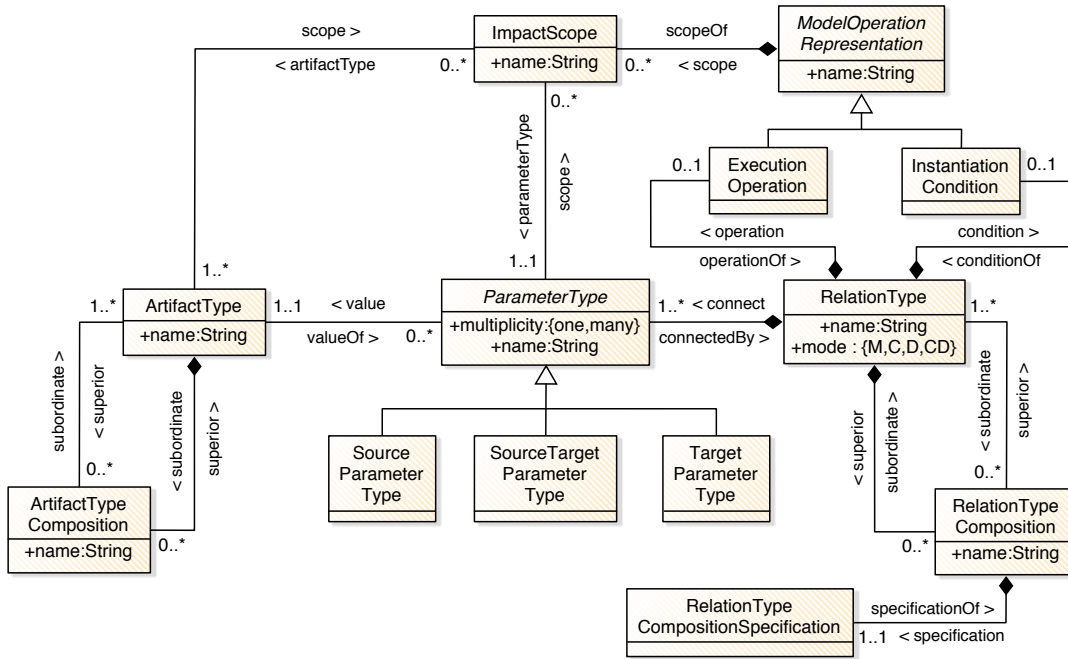 scope >
< artifactType
0..*
ImpactScope
+name:String
0..*
scopeOf
< scope
0..*
ModelOperation
Representation
+name:String
< parameterType
scope >
0..1
Execution
Operation
Instantiation
Condition
0..1
< operation
operationOf >
condition >
< conditionOf
1..*
1..1
1..*
ArtifactType
+name:String
1..1
< value
valueOf >
0..*
ParameterType
+multiplicity:{one,many}
+name:String
1..*
< connect
connectedBy >
RelationType
+name:String
+mode : {M,C,D,CD}
1..*
subordinate >
< superior
< subordinate
superior >
< superior
subordinate >
< subordinate
superior >
Source
Parameter
Type
SourceTarget
Parameter
Type
Target
Parameter
Type
0..*
ArtifactType
Composition
+name:String
0..*
0..*
0..*
RelationType
Composition
+name:String
RelationType
CompositionSpecification
specificationOf >
1..1
< specification